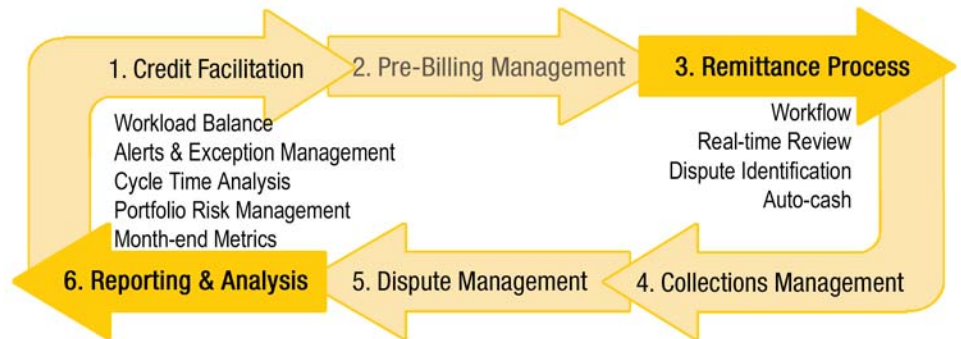 1. Credit Facilitation
2. Pre-Billing Management
3. Remittance Process
Workload Balance
Alerts & Exception Management
Cycle Time Analysis
Portfolio Risk Management
Month-end Metrics
Workflow
Real-time Review
Dispute Identification
Auto-cash
6. Reporting & Analysis
5. Dispute Management
4. Collections Management